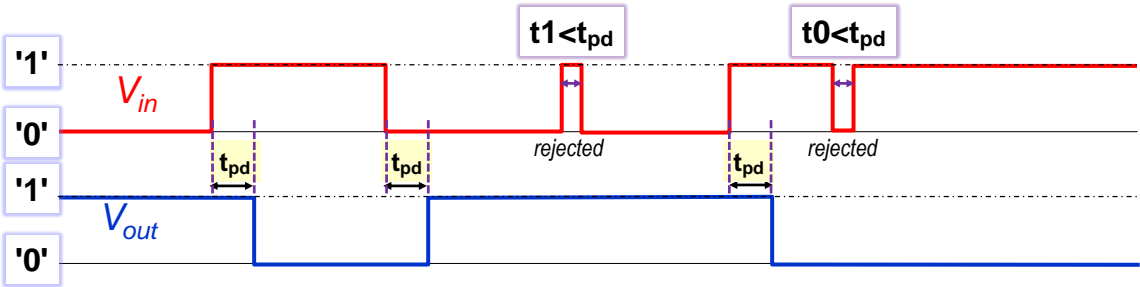 t1<tpd
t0<tpd
'1'
Vin
'0'
rejected
rejected
tpd
tpd
tpd
'1'
Vout
'0'